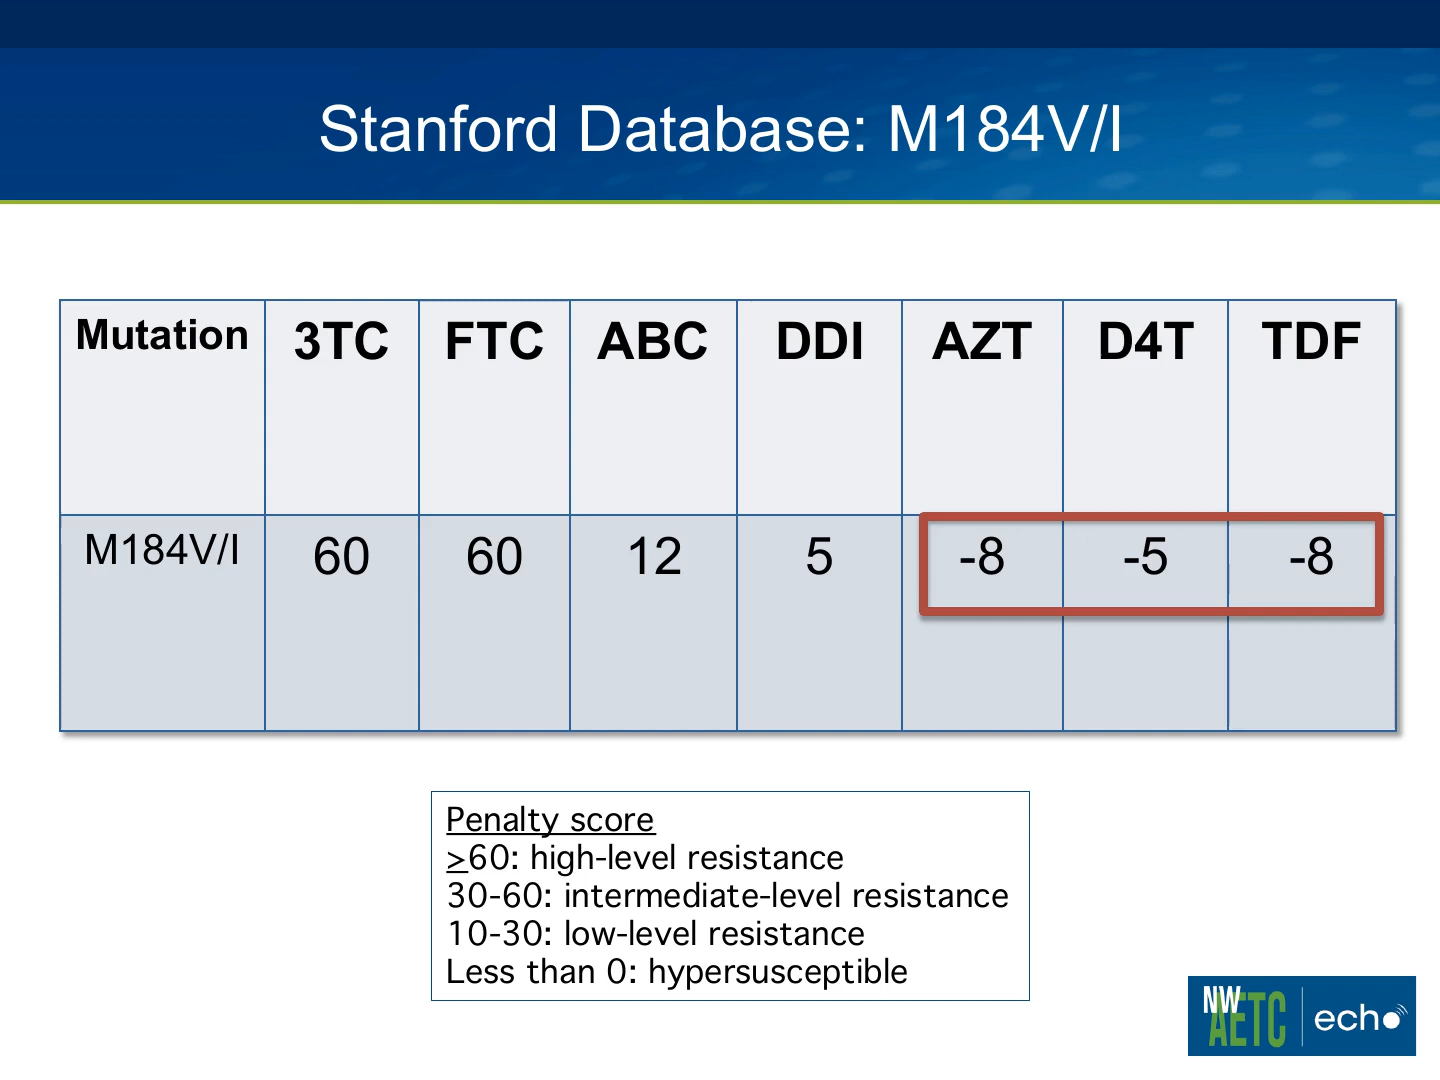 Stanford Database: M184V/I
Mutation 3TC FTC ABC DDI AZT D4T TDF
M184V/I 60 60 12 5 -8 -5 -8
Penalty score
≥60: high-level resistance
30-60: intermediate-level resistance
10-30: low-level resistance
Less than 0: hypersusceptible
NW
AETC
echo